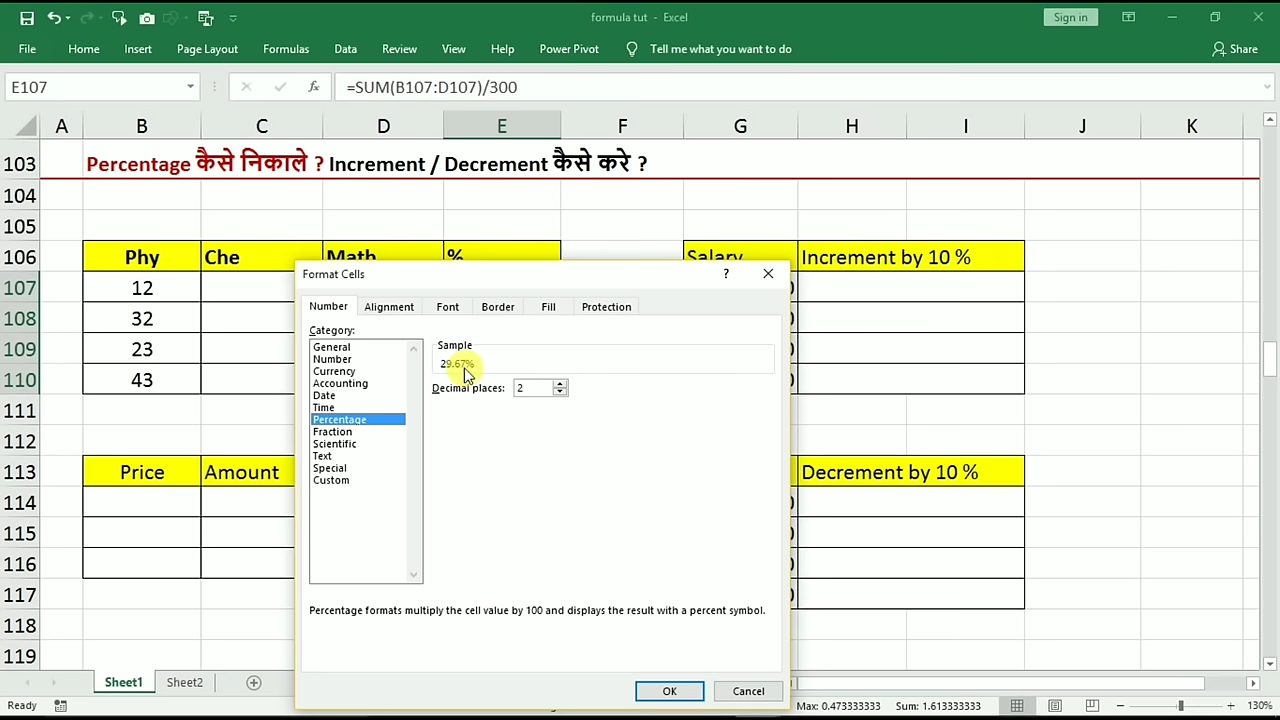 formula tut - Excel
Sign in
File Home Insert Page Layout Formulas Data Review View Help Power Pivot Tell me what you want to do Share
E107 fx =SUM(B107:D107)/300
A B C D E F G H I J K
103 Percentage कैसे निकाले ? Increment / Decrement कैसे करे ?
104
105
106 Phy Che Math % Salary Increment by 10 %
107 12
108 32
109 23
110 43
111
112
113 Price Amount Decrement by 10 %
114
115
116
117
118
119
Format Cells ?
Number Alignment Font Border Fill Protection
Category:
General
Number
Currency
Accounting
Date
Time
Percentage
Fraction
Scientific
Text
Special
Custom
Sample
29.67%
Decimal places: 2
Percentage formats multiply the cell value by 100 and displays the result with a percent symbol.
OK Cancel
Sheet1 Sheet2
Ready Max: 0.473333333 Sum: 1.613333333 130%